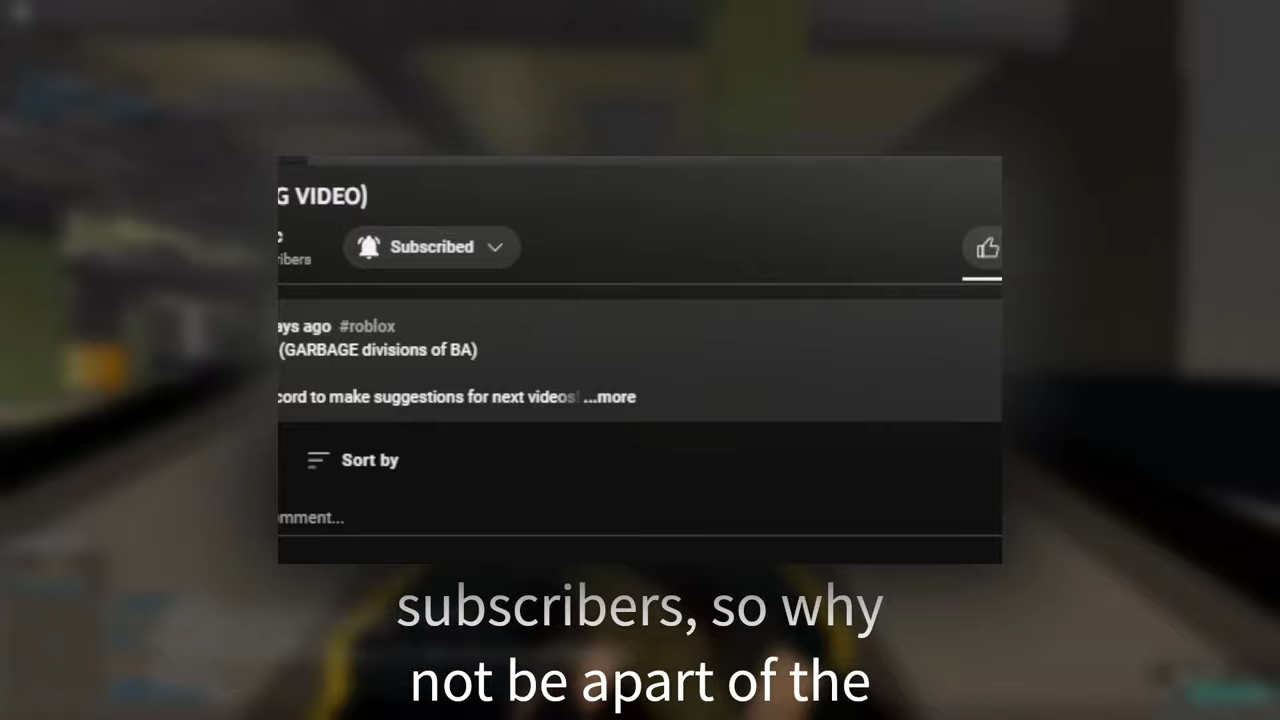 G VIDEO)
Subscribed
ibers
ays ago #roblox
(GARBAGE divisions of BA)
cord to make suggestions for next videos! ...more
Sort by
omment...
subscribers, so why
not be apart of the